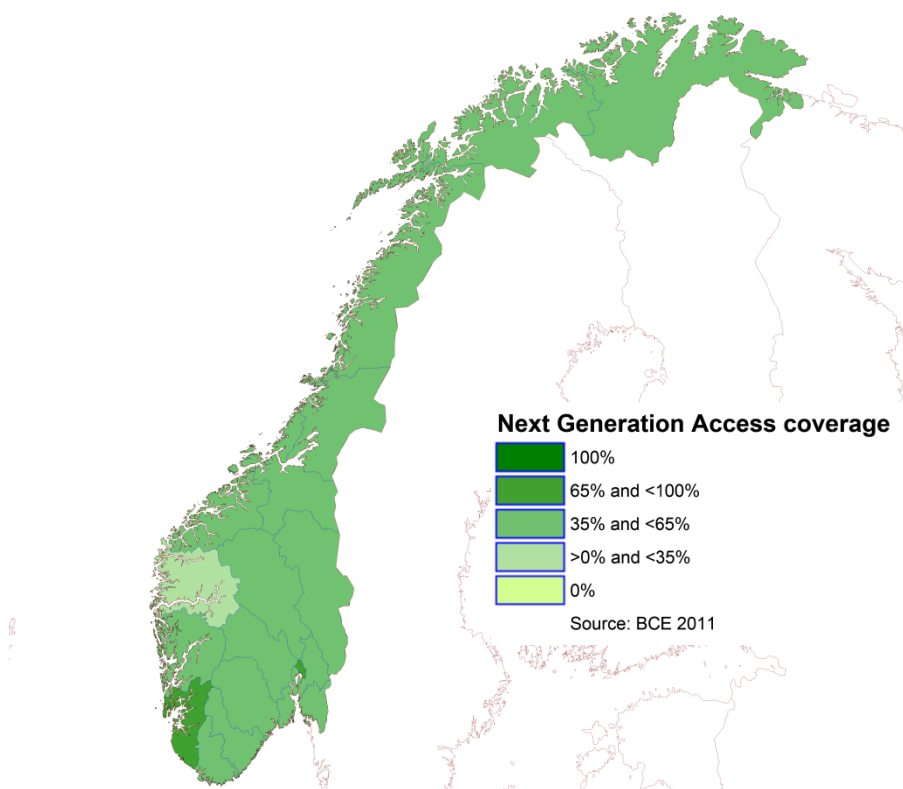 Next Generation Access coverage
100%
65% and <100%
35% and <65%
>0% and <35%
0%
Source: BCE 2011